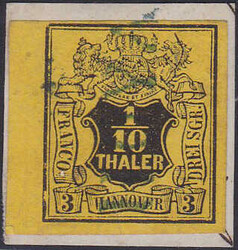 1
10
THALER
FRANCO
DREI SGR.
3 HANNOVER 3